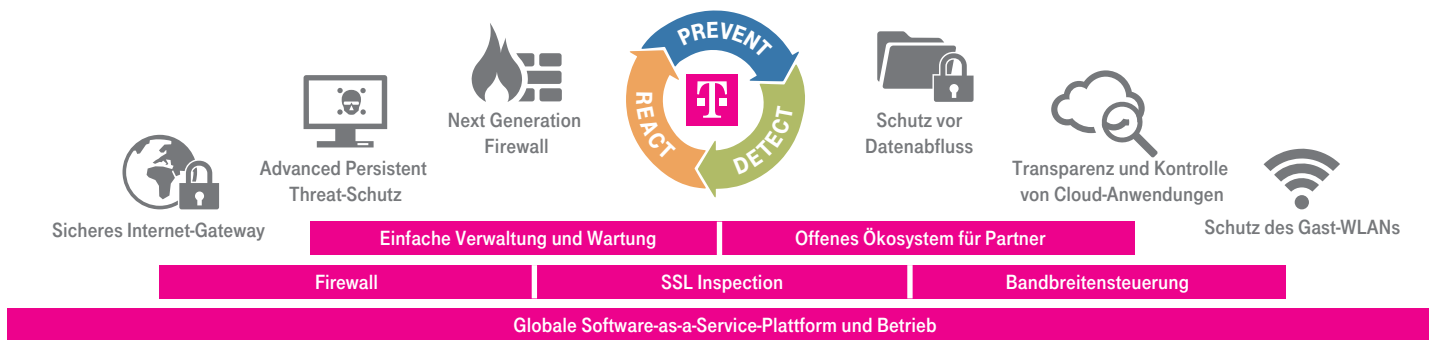 PREVENT
DETECT
REACT
T
Next Generation
Firewall
Schutz vor
Datenabfluss
Advanced Persistent
Threat-Schutz
Transparenz und Kontrolle
von Cloud-Anwendungen
Sicheres Internet-Gateway
Schutz des Gast-WLANs
Einfache Verwaltung und Wartung
Offenes Ökosystem für Partner
Firewall
SSL Inspection
Bandbreitensteuerung
Globale Software-as-a-Service-Plattform und Betrieb